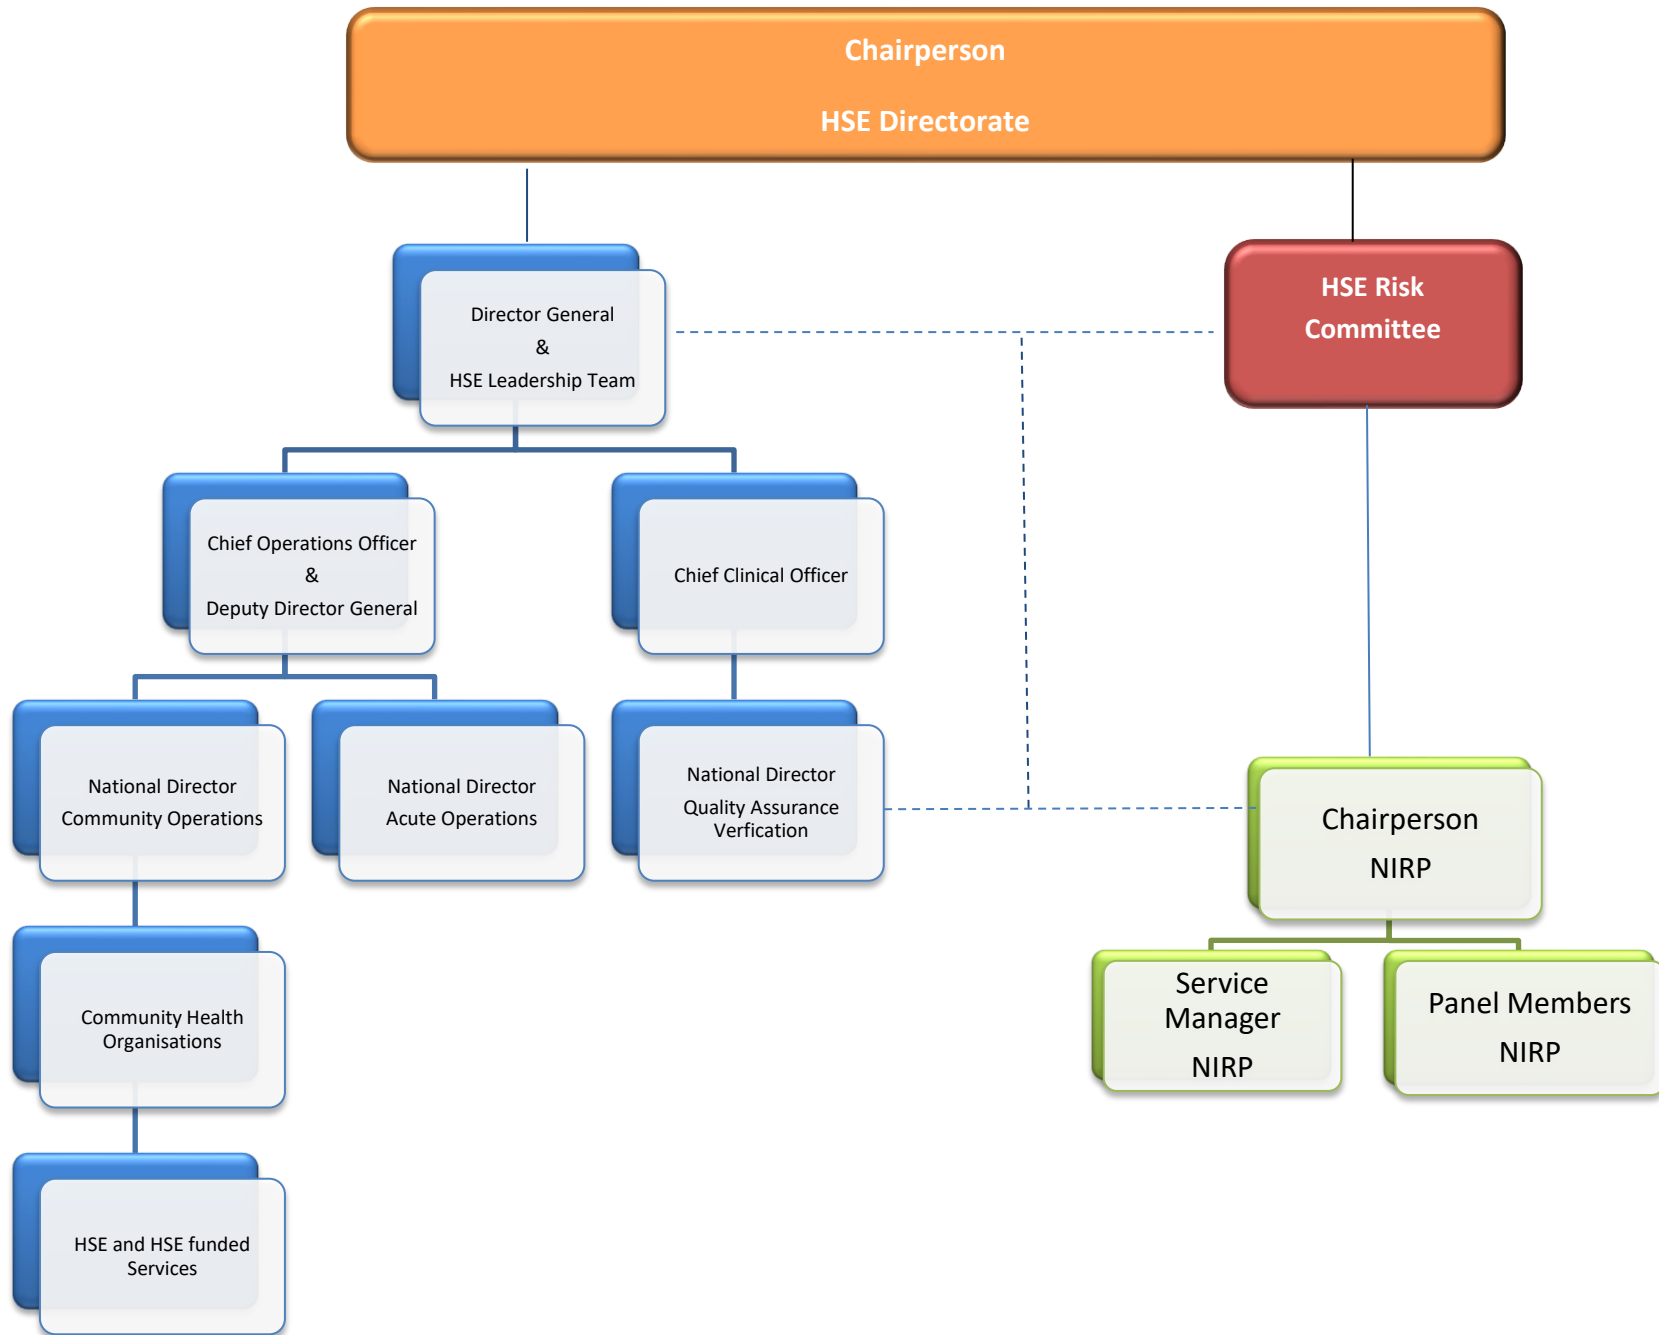 Chairperson
HSE Directorate
Director General
&
HSE Leadership Team
HSE Risk
Committee
Chief Operations Officer
&
Deputy Director General
Chief Clinical Officer
National Director
Community Operations
National Director
Acute Operations
National Director
Quality Assurance
Verfication
Chairperson
NIRP
Community Health
Organisations
Service
Manager
NIRP
Panel Members
NIRP
HSE and HSE funded
Services